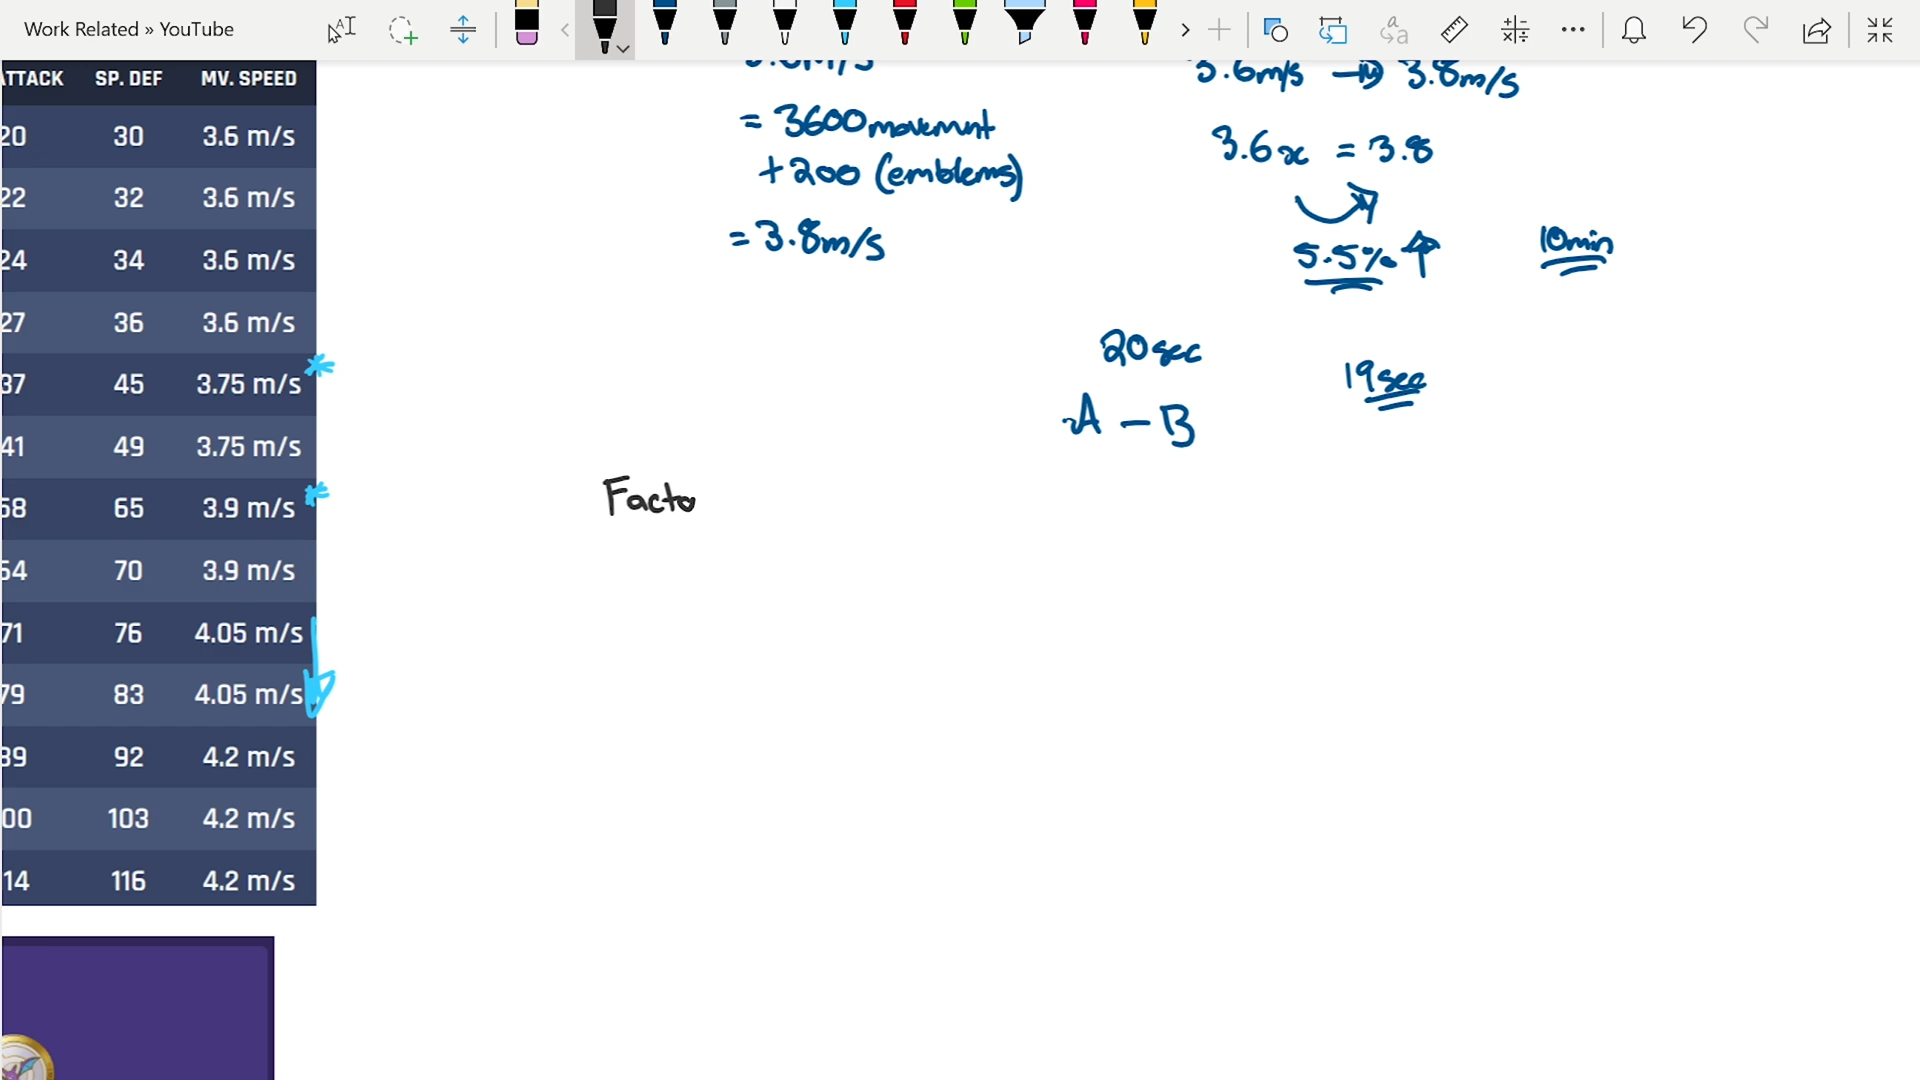 Work Related » YouTube
ATTACK SP. DEF MV. SPEED
20 30 3.6 m/s
22 32 3.6 m/s
24 34 3.6 m/s
27 36 3.6 m/s
37 45 3.75 m/s
41 49 3.75 m/s
58 65 3.9 m/s
64 70 3.9 m/s
71 76 4.05 m/s
79 83 4.05 m/s
89 92 4.2 m/s
00 103 4.2 m/s
14 116 4.2 m/s
= 3600 movemnt
+200 (emblems)
= 3.8m/s
3.6m/s → 3.8m/s
3.6x = 3.8
5.5% ↑
10min
20sec
19sec
A - B
Facto